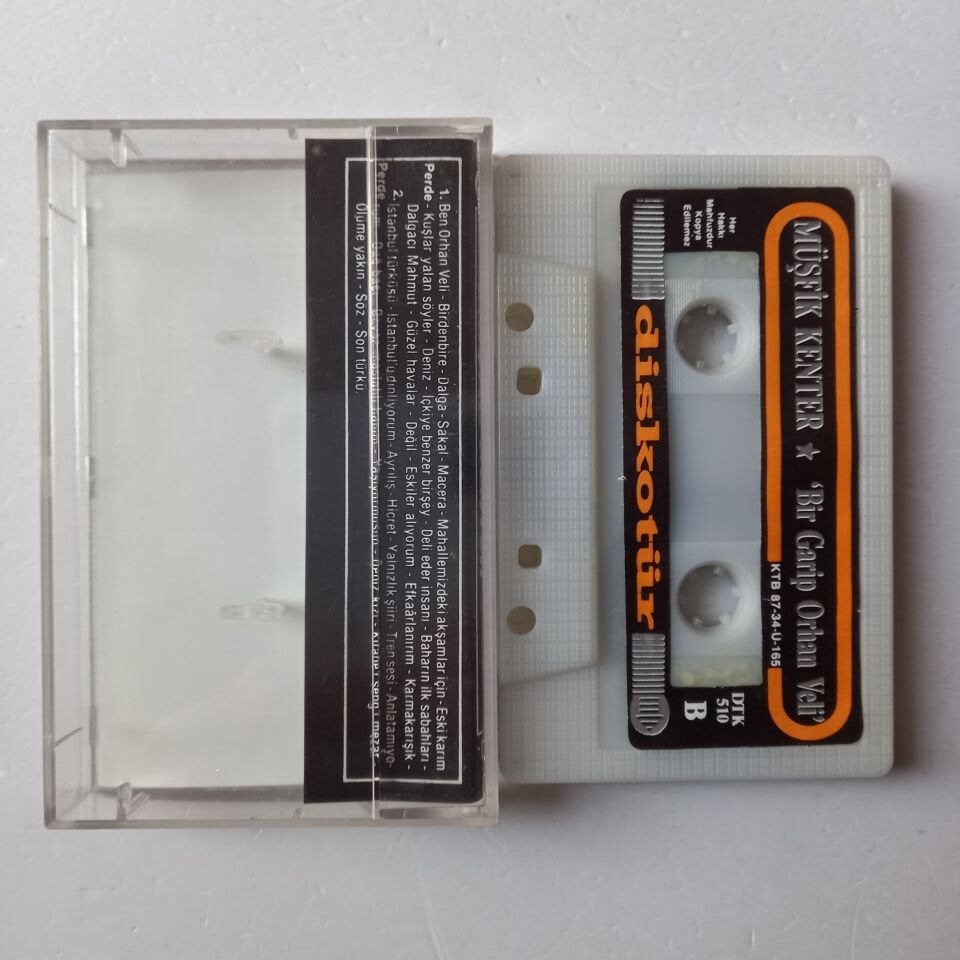 MÜŞFİK KENTER ★ 'Bir Garip Orhan Veli'
KTB 87-34-U-165
Her
Hakkı
Mahfuzdur
Kopya
Edilemez
DTK
510
B
diskotür
1. Ben Orhan Veli - Birdenbire - Dalga - Sakal - Macera - Mahallemizdeki akşamlar için - Eski karım
Perde - Kuşlar yalan söyler - Deniz - İçkiye benzer birşey - Deli eder insanı - Baharın ilk sabahları -
Dalgacı Mahmut - Güzel havalar - Değil - Eskiler alıyorum - Efkaârlanırım - Karmakarışık -
2. İstanbul türküsü - İstanbul'u dinliyorum - Ayrılış - Hicret - Yalnızlık şiiri - Tren sesi - Anlatamıyo-
Perde
Ölüme yakın - Söz - Son türkü.